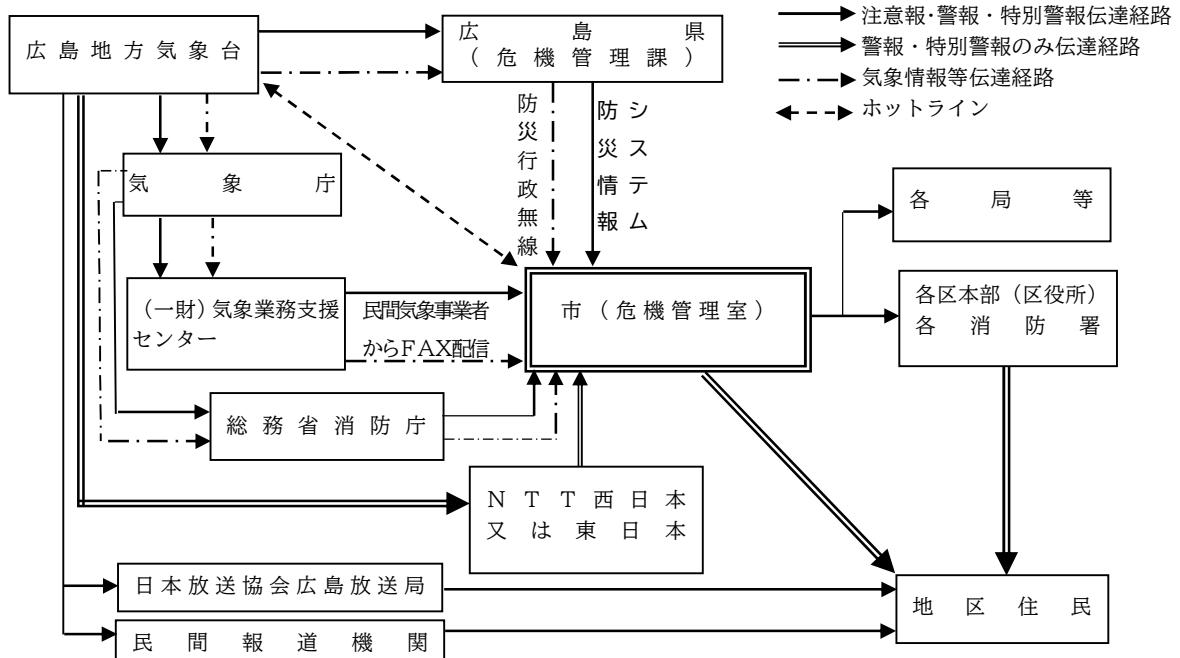 広島地方気象台
広島県
(危機管理課)
注意報・警報・特別警報伝達経路
警報・特別警報のみ伝達経路
気象情報等伝達経路
ホットライン
防災行政無線
防災情報
システム
気象庁
各局等
(一財)気象業務支援
センター
民間気象事業者
からFAX配信
市(危機管理室)
各区本部(区役所)
各消防署
総務省消防庁
NTT西日本
又は東日本
日本放送協会広島放送局
民間報道機関
地区住民